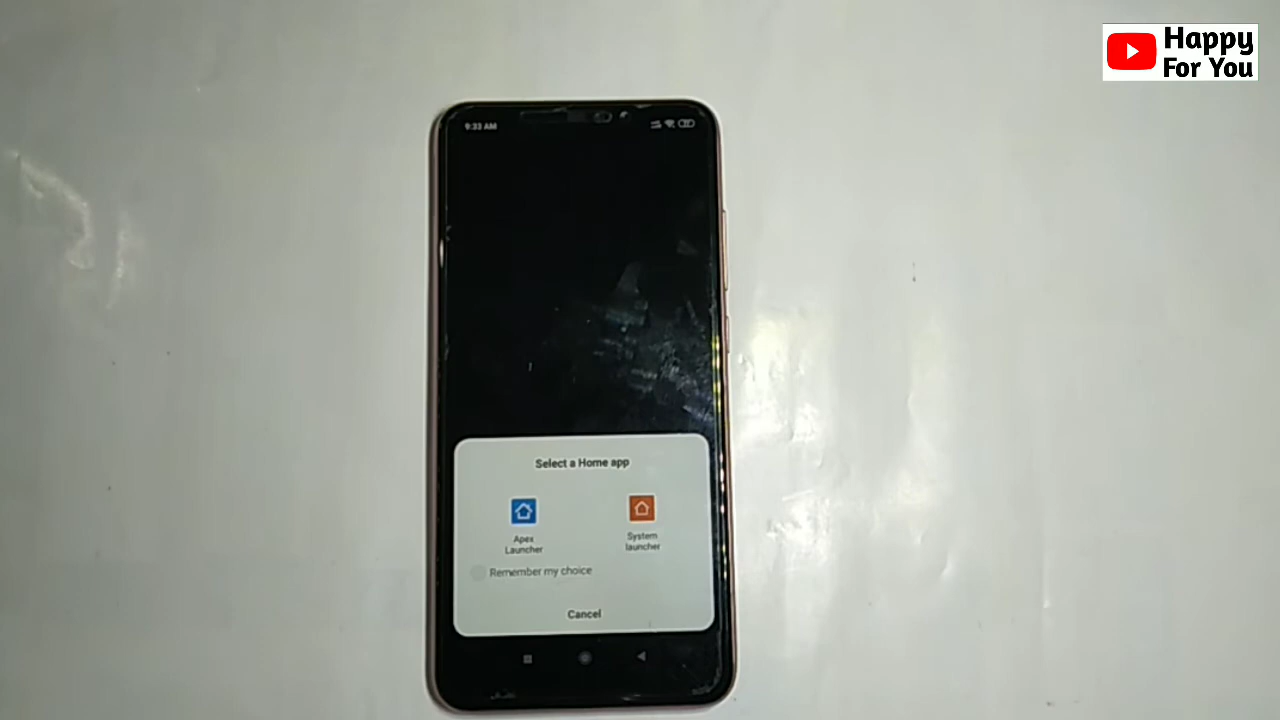 Happy
For You
9:33 AM
Select a Home app
Apex
Launcher
System
launcher
Remember my choice
Cancel